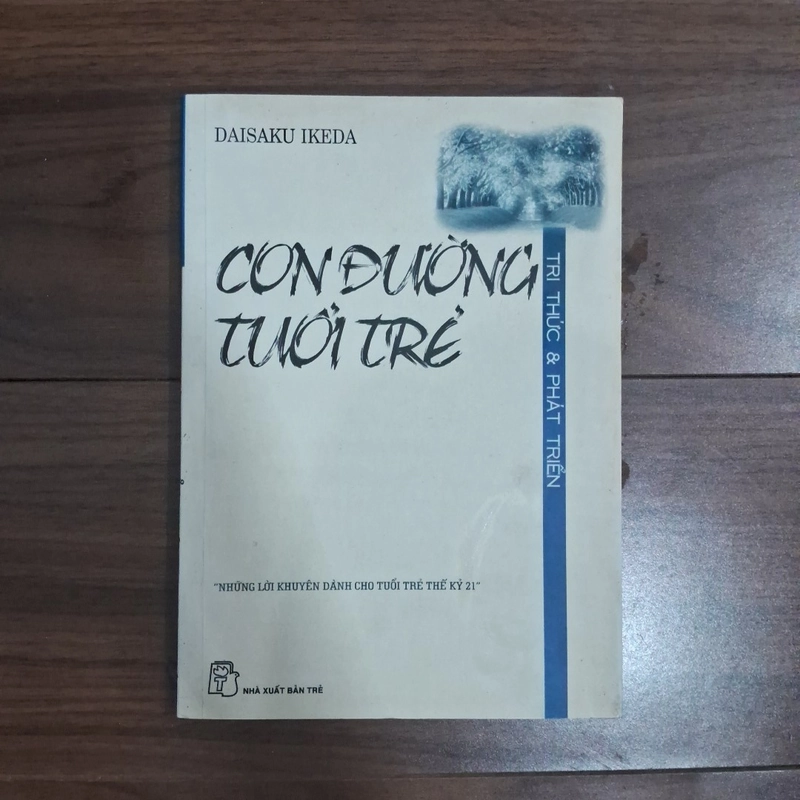 DAISAKU IKEDA
CON ĐƯỜNG
TUỔI TRẺ
TRI THỨC & PHÁT TRIỂN
"NHỮNG LỜI KHUYÊN DÀNH CHO TUỔI TRẺ THẾ KỶ 21"
T
NHÀ XUẤT BẢN TRẺ